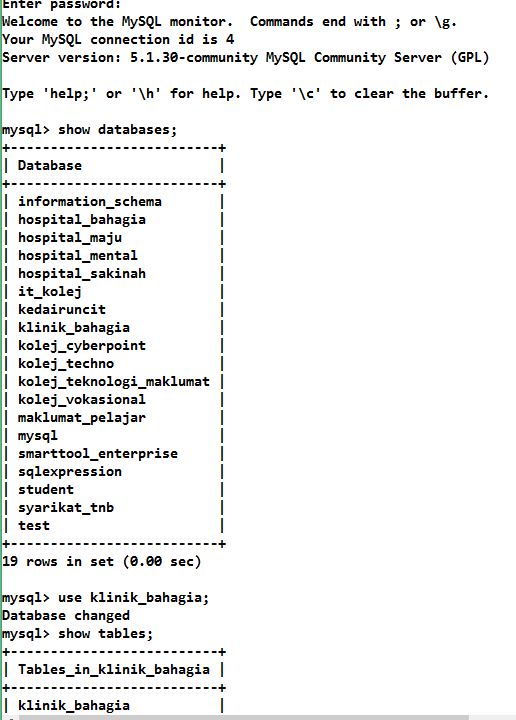 Enter password:
Welcome to the MySQL monitor.  Commands end with ; or \g.
Your MySQL connection id is 4
Server version: 5.1.30-community MySQL Community Server (GPL)
Type 'help;' or '\h' for help. Type '\c' to clear the buffer.
mysql> show databases;
+--------------------------+
| Database                 |
+--------------------------+
| information_schema       |
| hospital_bahagia         |
| hospital_maju            |
| hospital_mental          |
| hospital_sakinah         |
| it_kolej                 |
| kedairuncit              |
| klinik_bahagia           |
| kolej_cyberpoint         |
| kolej_techno             |
| kolej_teknologi_maklumat |
| kolej_vokasional         |
| maklumat_pelajar         |
| mysql                    |
| smarttool_enterprise     |
| sqlexpression            |
| student                  |
| syarikat_tnb             |
| test                     |
+--------------------------+
19 rows in set (0.00 sec)
mysql> use klinik_bahagia;
Database changed
mysql> show tables;
+--------------------------+
| Tables_in_klinik_bahagia |
+--------------------------+
| klinik_bahagia           |